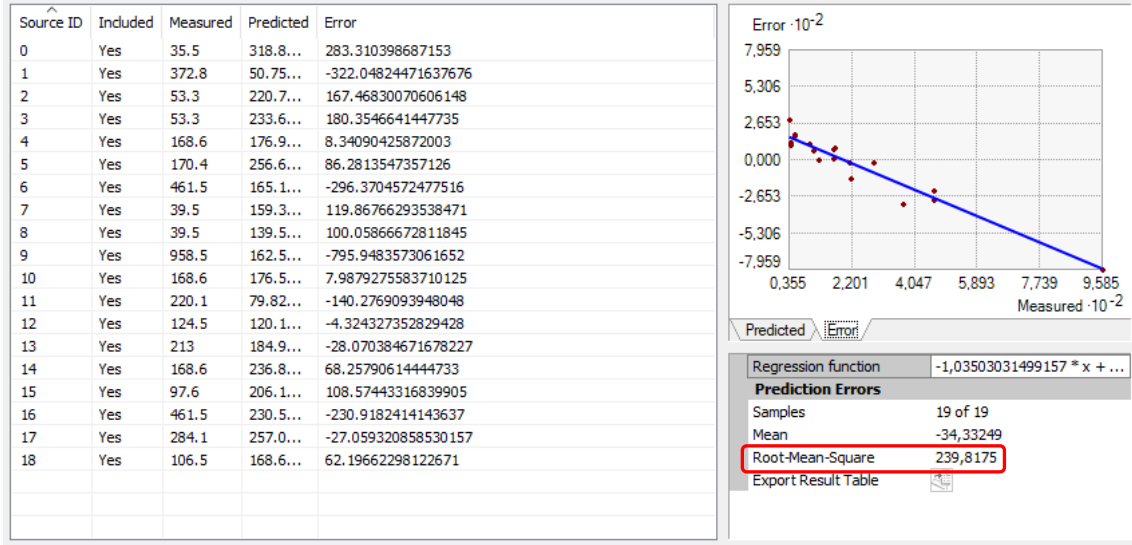 Source ID Included Measured Predicted Error
0 Yes 35.5 318.8... 283.310398687153
1 Yes 372.8 50.75... -322.04824471637676
2 Yes 53.3 220.7... 167.46830070606148
3 Yes 53.3 233.6... 180.3546641447735
4 Yes 168.6 176.9... 8.34090425872003
5 Yes 170.4 256.6... 86.2813547357126
6 Yes 461.5 165.1... -296.3704572477516
7 Yes 39.5 159.3... 119.86766293538471
8 Yes 39.5 139.5... 100.05866672811845
9 Yes 958.5 162.5... -795.9483573061652
10 Yes 168.6 176.5... 7.9879275583710125
11 Yes 220.1 79.82... -140.2769093948048
12 Yes 124.5 120.1... -4.324327352829428
13 Yes 213 184.9... -28.070384671678227
14 Yes 168.6 236.8... 68.25790614444733
15 Yes 97.6 206.1... 108.57443316839905
16 Yes 461.5 230.5... -230.9182414143637
17 Yes 284.1 257.0... -27.059320858530157
18 Yes 106.5 168.6... 62.19662298122671
Error ·10-2
7,959
5,306
2,653
0,000
-2,653
-5,306
-7,959
0,355 2,201 4,047 5,893 7,739 9,585
Measured ·10-2
Predicted Error
Regression function -1,03503031499157 * x + ...
Prediction Errors
Samples 19 of 19
Mean -34,33249
Root-Mean-Square 239,8175
Export Result Table